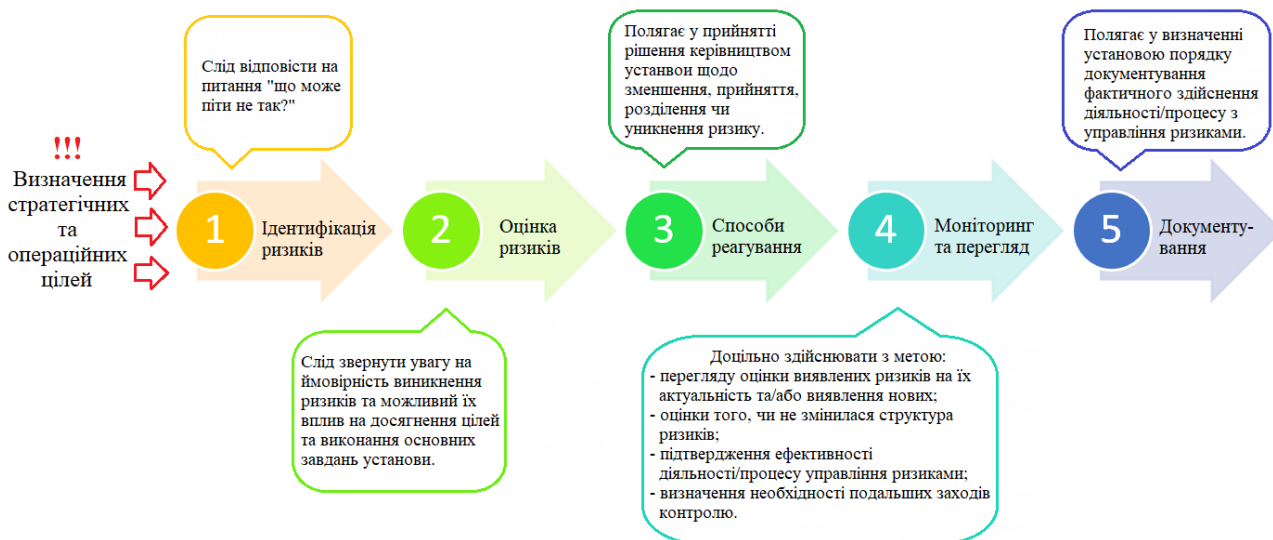 !!!
Визначення
стратегічних
та
операційних
цілей
Слід відповісти на
питання "що може
піти не так?"
1
Ідентифікація
ризиків
2
Оцінка
ризиків
Слід звернути увагу на
ймовірність виникнення
ризиків та можливий їх
вплив на досягнення цілей
та виконання основних
завдань установи.
Полягає у прийнятті
рішення керівництвом
устанвои щодо
зменшення, прийняття,
розділення чи
уникнення ризику.
3
Способи
реагування
4
Моніторинг
та перегляд
Доцільно здійснювати з метою:
- перегляду оцінки виявлених ризиків на їх
актуальність та/або виявлення нових;
- оцінки того, чи не змінилася структура
ризиків;
- підтвердження ефективності
діяльності/процесу управління ризиками;
- визначення необхідності подальших заходів
контролю.
Полягає у визначенні
установою порядку
документування
фактичного здійснення
діяльності/процесу з
управління ризиками.
5
Документу-
вання